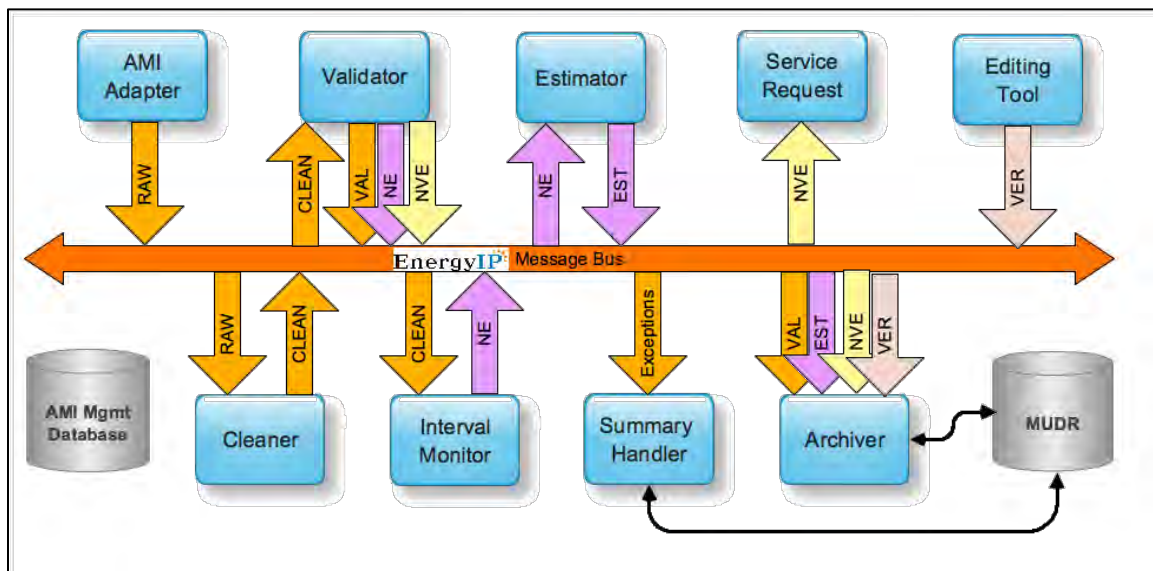 AMI
Adapter
Validator
Estimator
Service
Request
Editing
Tool
RAW
CLEAN
VAL
NE
NVE
NE
EST
NVE
VER
EnergyIP Message Bus
RAW
CLEAN
CLEAN
NE
Exceptions
VAL
EST
NVE
VER
AMI Mgmt
Database
Cleaner
Interval
Monitor
Summary
Handler
Archiver
MUDR